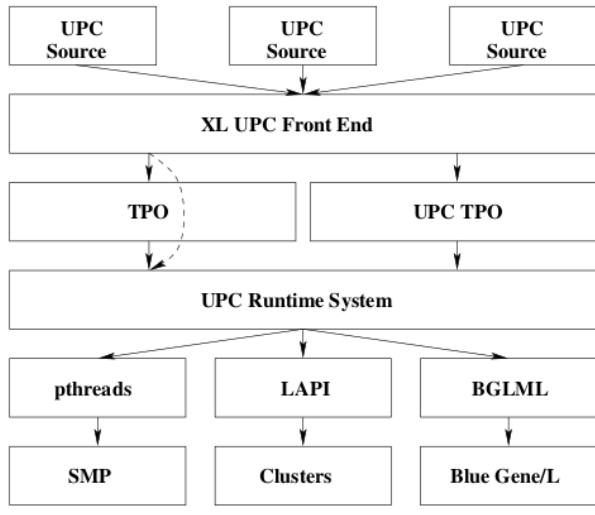 UPC
Source
UPC
Source
UPC
Source
XL UPC Front End
TPO
UPC TPO
UPC Runtime System
pthreads
LAPI
BGLML
SMP
Clusters
Blue Gene/L